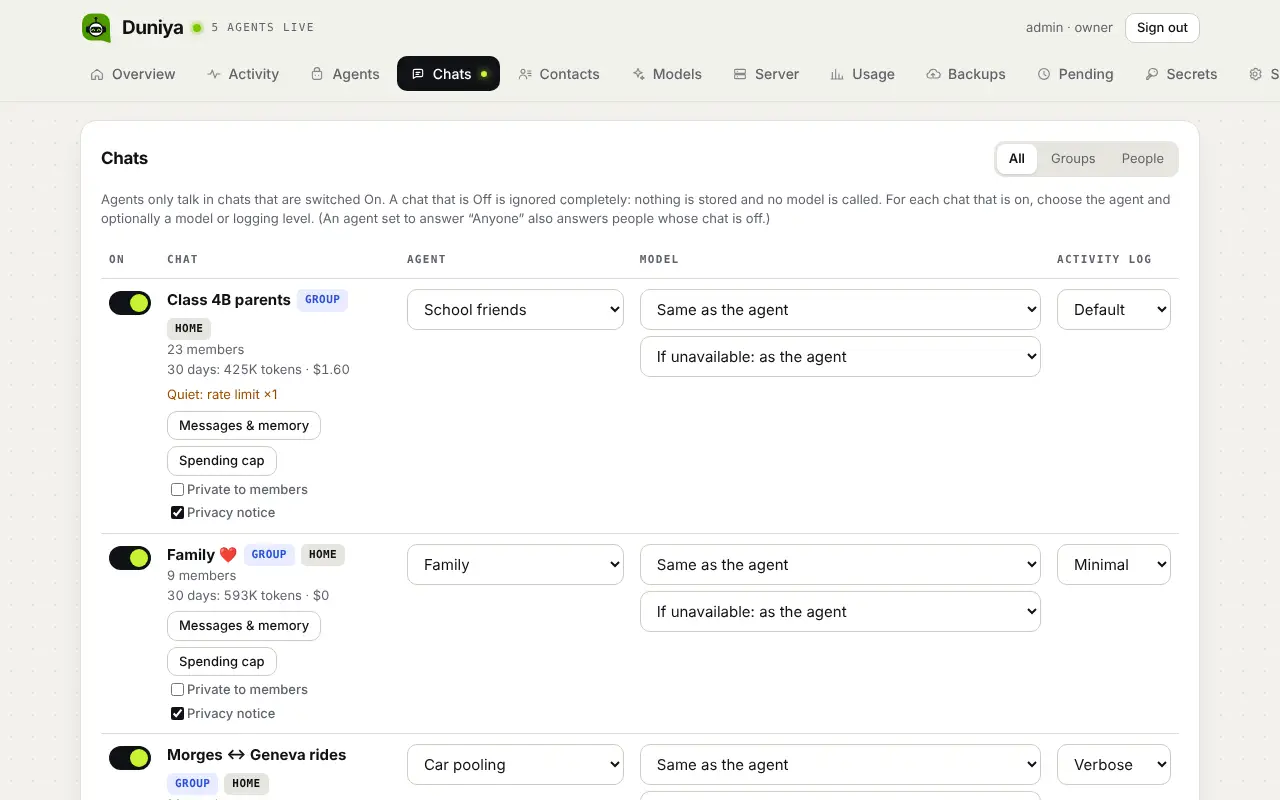 Duniya
5 AGENTS LIVE
admin · owner
Sign out
Overview
Activity
Agents
Chats
Contacts
Models
Server
Usage
Backups
Pending
Secrets
Chats
All
Groups
People
Agents only talk in chats that are switched On. A chat that is Off is ignored completely: nothing is stored and no model is called. For each chat that is on, choose the agent and
optionally a model or logging level. (An agent set to answer “Anyone” also answers people whose chat is off.)
ON
CHAT
AGENT
MODEL
ACTIVITY LOG
Class 4B parents
GROUP
HOME
23 members
30 days: 425K tokens · $1.60
Quiet: rate limit ×1
Messages & memory
Spending cap
Private to members
Privacy notice
School friends
Same as the agent
If unavailable: as the agent
Default
Family ❤️
GROUP
HOME
9 members
30 days: 593K tokens · $0
Messages & memory
Spending cap
Private to members
Privacy notice
Family
Same as the agent
If unavailable: as the agent
Minimal
Morges ↔ Geneva rides
GROUP
HOME
Car pooling
Same as the agent
Verbose